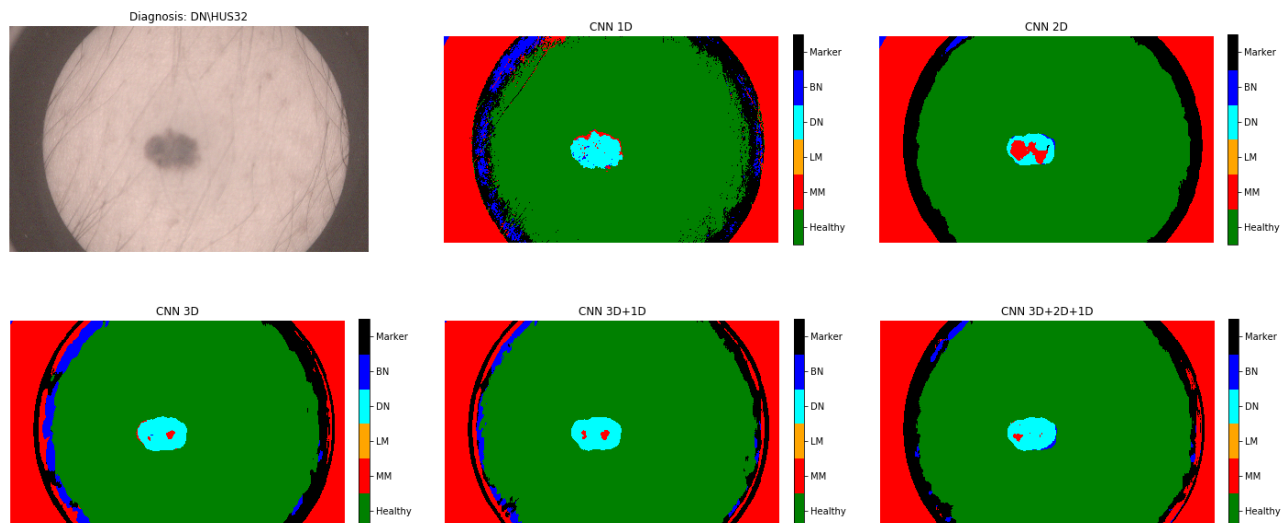 Diagnosis: DN\HUS32
CNN 1D
Marker
BN
DN
LM
MM
Healthy
CNN 2D
Marker
BN
DN
LM
MM
Healthy
CNN 3D
Marker
BN
DN
LM
MM
Healthy
CNN 3D+1D
Marker
BN
DN
LM
MM
Healthy
CNN 3D+2D+1D
Marker
BN
DN
LM
MM
Healthy